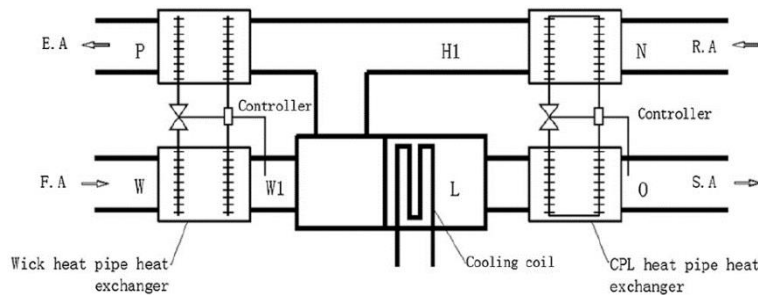 E.A
P
H1
N
R.A
Controller
Controller
F.A
W
W1
L
O
S.A
Wick heat pipe heat
exchanger
Cooling coil
CPL heat pipe heat
exchanger